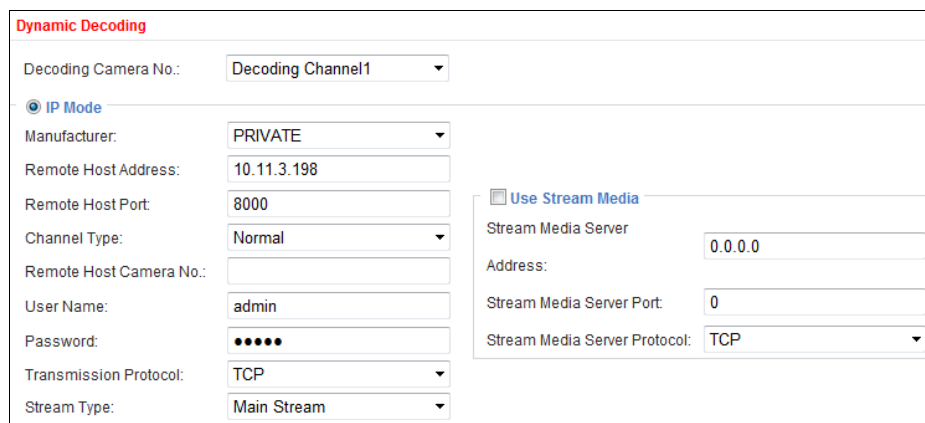 Dynamic Decoding
Decoding Camera No.: Decoding Channel1
IP Mode
Manufacturer: PRIVATE
Remote Host Address: 10.11.3.198
Remote Host Port: 8000
Channel Type: Normal
Remote Host Camera No.:
User Name: admin
Password: •••••
Transmission Protocol: TCP
Stream Type: Main Stream
Use Stream Media
Stream Media Server
Address: 0.0.0.0
Stream Media Server Port: 0
Stream Media Server Protocol: TCP